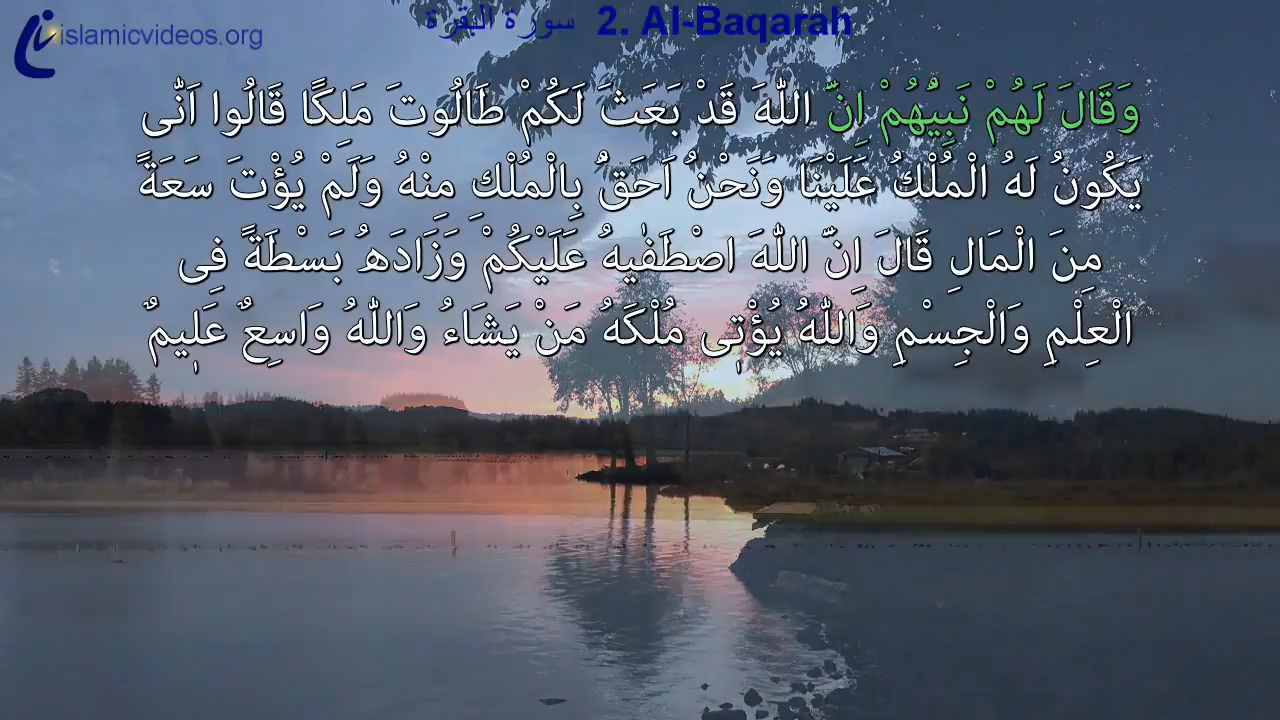 islamicvideos.org
سورة البقرة 2. Al-Baqarah
وَقَالَ لَهُمْ نَبِيُّهُمْ اِنَّ اللّٰهَ قَدْ بَعَثَ لَكُمْ طَالُوتَ مَلِكًا قَالُوا اَنّٰى
يَكُونُ لَهُ الْمُلْكُ عَلَيْنَا وَنَحْنُ اَحَقُّ بِالْمُلْكِ مِنْهُ وَلَمْ يُؤْتَ سَعَةً
مِنَ الْمَالِ قَالَ اِنَّ اللّٰهَ اصْطَفٰيهُ عَلَيْكُمْ وَزَادَهُ بَسْطَةً فِى
الْعِلْمِ وَالْجِسْمِ وَاللّٰهُ يُؤْتٖى مُلْكَهُ مَنْ يَشَاءُ وَاللّٰهُ وَاسِعٌ عَلٖيمٌ